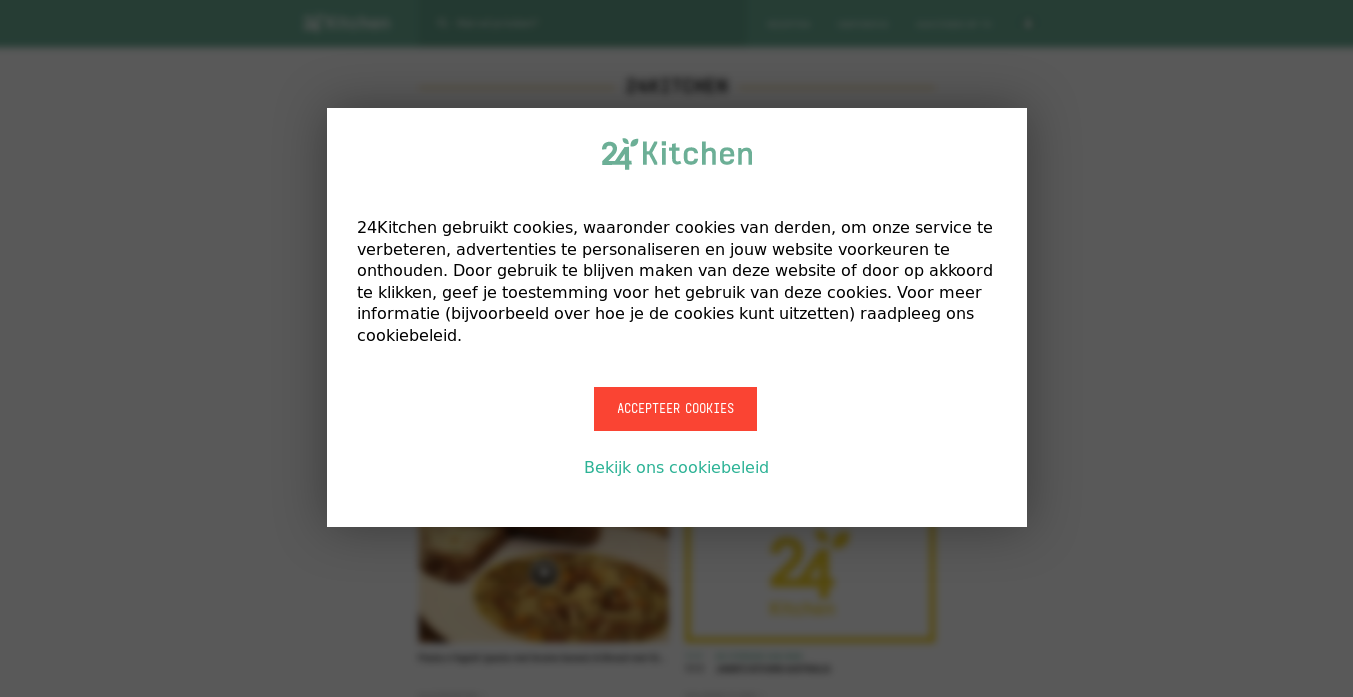 24KITCHEN
24Kitchen
24Kitchen gebruikt cookies, waaronder cookies van derden, om onze service te
verbeteren, advertenties te personaliseren en jouw website voorkeuren te
onthouden. Door gebruik te blijven maken van deze website of door op akkoord
te klikken, geef je toestemming voor het gebruik van deze cookies. Voor meer
informatie (bijvoorbeeld over hoe je de cookies kunt uitzetten) raadpleeg ons
cookiebeleid.
ACCEPTEER COOKIES
Bekijk ons cookiebeleid
24